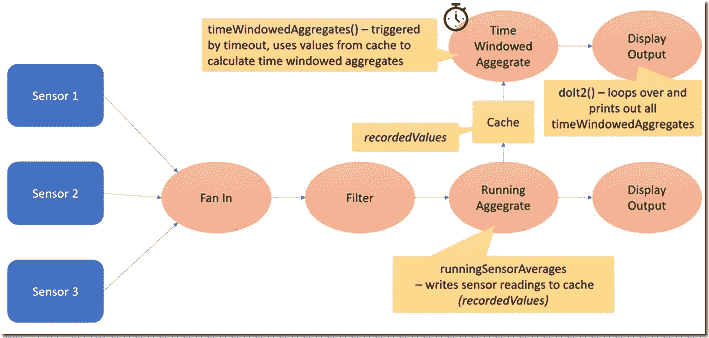 timeWindowedAggregates() – triggered
by timeout, uses values from cache to
calculate time windowed aggregates
Time
Windowed
Aggegrate
Display
Output
doIt2() – loops over and
prints out all
timeWindowedAggregates
Sensor 1
recordedValues
Cache
Sensor 2
Fan In
Filter
Running
Aggegrate
Display
Output
Sensor 3
runningSensorAverages
– writes sensor readings to cache
(recordedValues)